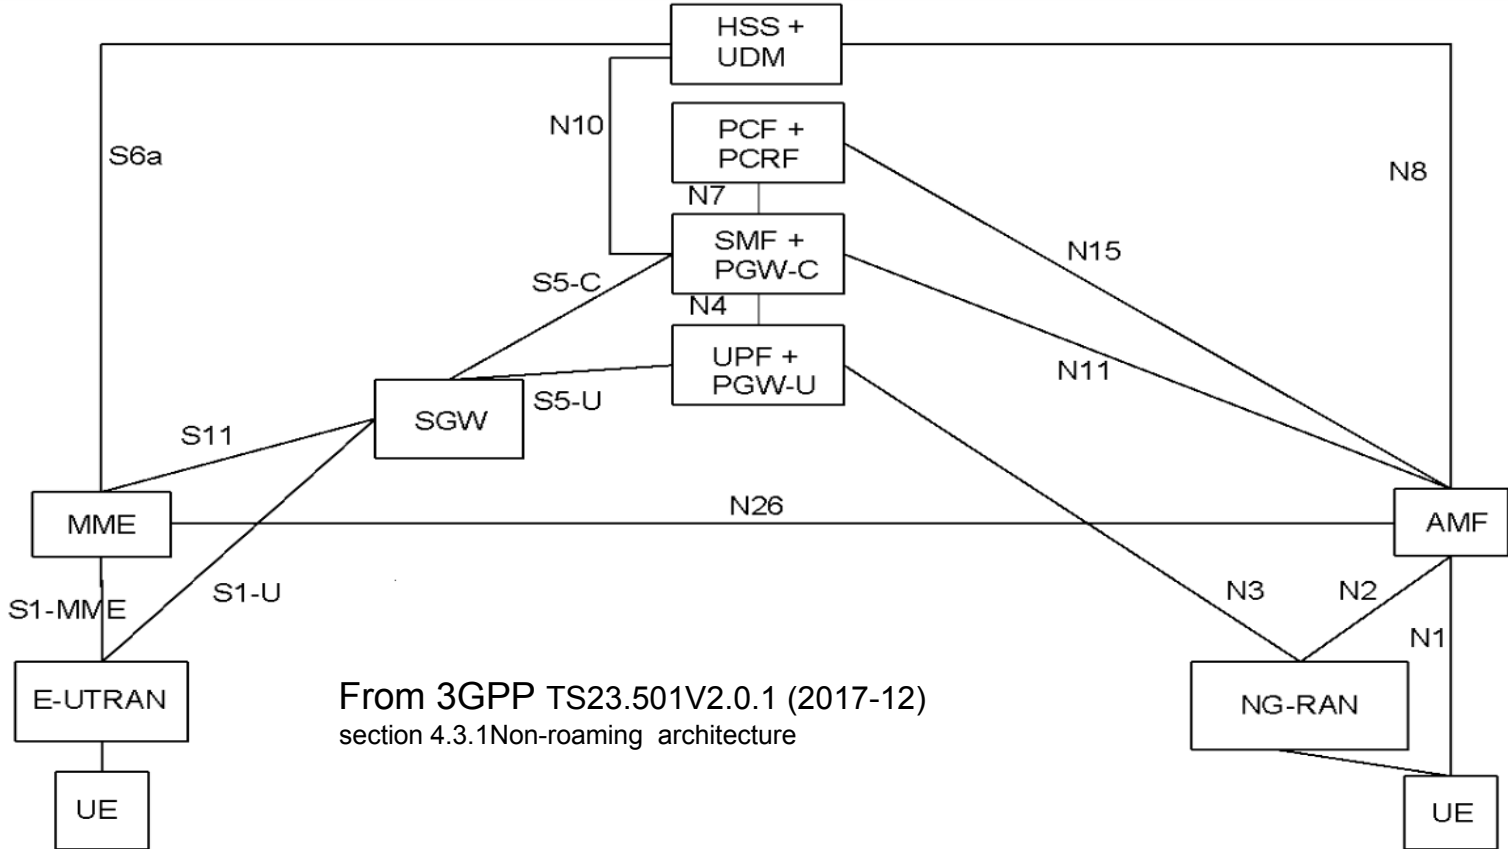 HSS +
UDM
N10
PCF +
PCRF
S6a
N8
N7
SMF +
PGW-C
N15
S5-C
N4
UPF +
PGW-U
N11
S5-U
SGW
S11
N26
MME
AMF
S1-U
N3
N2
S1-MME
N1
E-UTRAN
From 3GPP TS23.501V2.0.1 (2017-12)
section 4.3.1Non-roaming architecture
NG-RAN
UE
UE